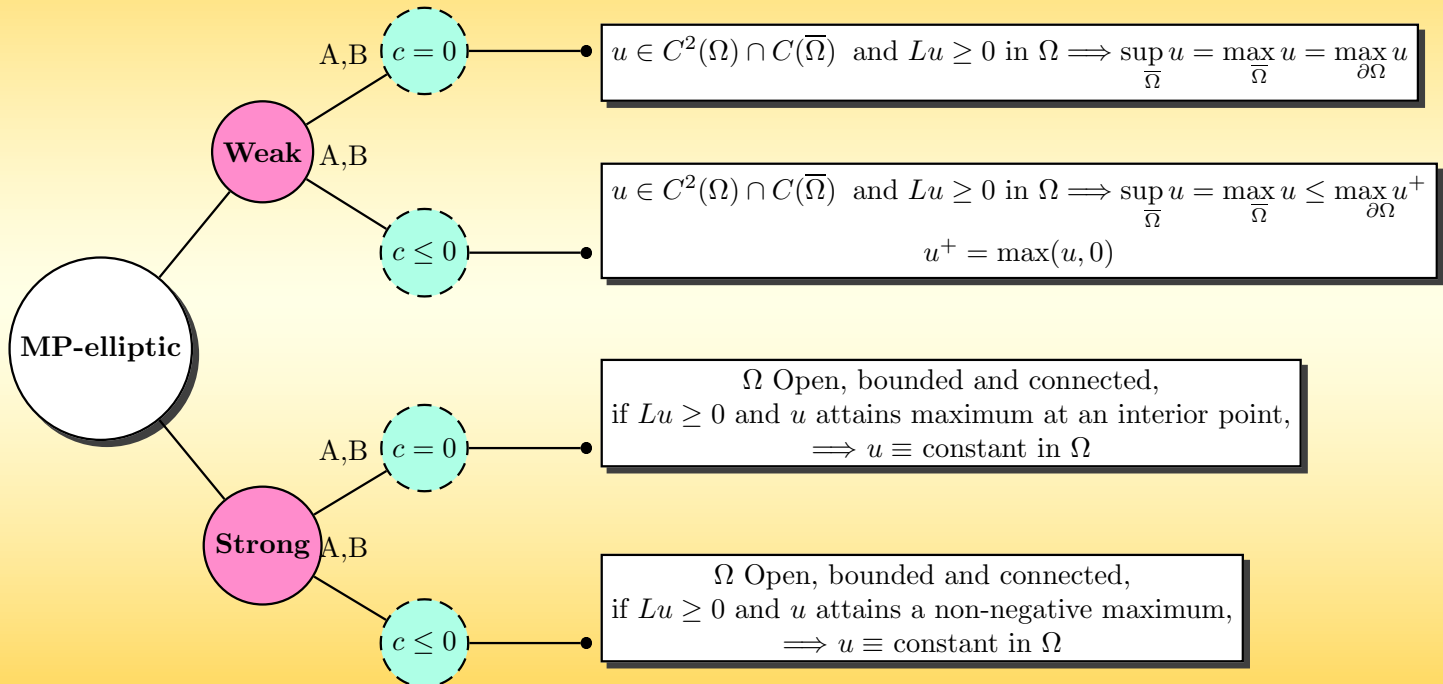 MP-elliptic
Weak
A,B
c = 0
u ∈ C²(Ω) ∩ C(Ω̅) and Lu ≥ 0 in Ω ⟹ sup_Ω̅ u = max_Ω̅ u = max_∂Ω u
A,B
c ≤ 0
u ∈ C²(Ω) ∩ C(Ω̅) and Lu ≥ 0 in Ω ⟹ sup_Ω̅ u = max_Ω̅ u ≤ max_∂Ω u⁺
u⁺ = max(u, 0)
Strong
A,B
c = 0
Ω Open, bounded and connected,
if Lu ≥ 0 and u attains maximum at an interior point,
⟹ u ≡ constant in Ω
A,B
c ≤ 0
Ω Open, bounded and connected,
if Lu ≥ 0 and u attains a non-negative maximum,
⟹ u ≡ constant in Ω